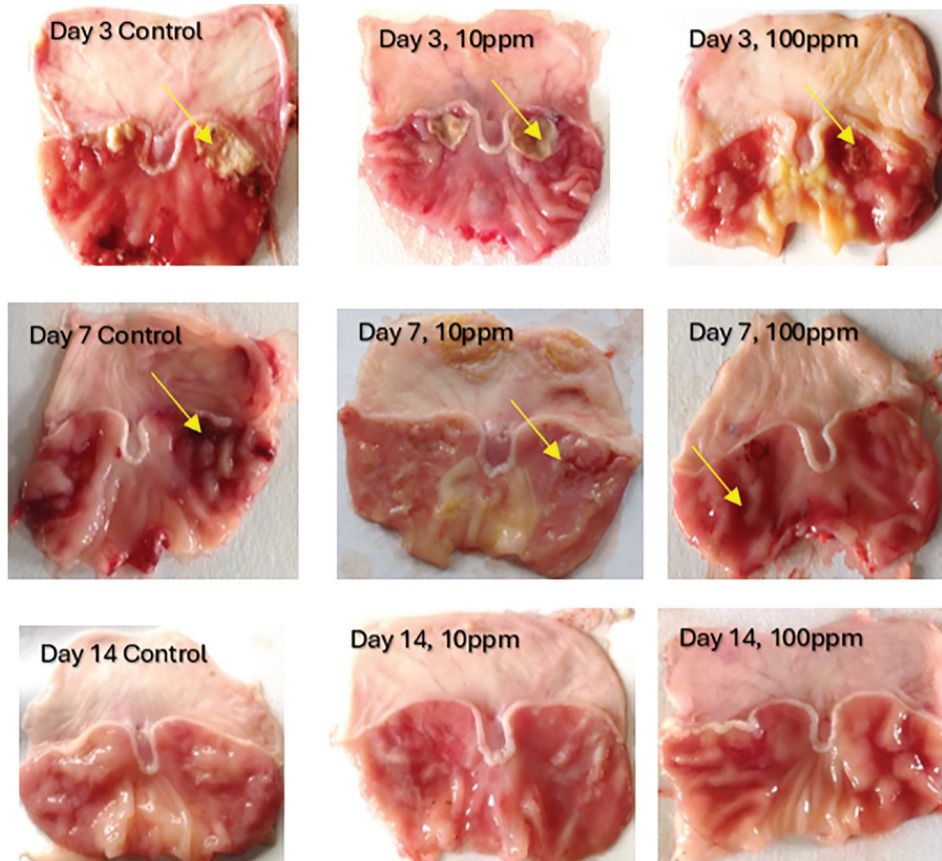 Day 3 Control
Day 3, 10ppm
Day 3, 100ppm
Day 7 Control
Day 7, 10ppm
Day 7, 100ppm
Day 14 Control
Day 14, 10ppm
Day 14, 100ppm